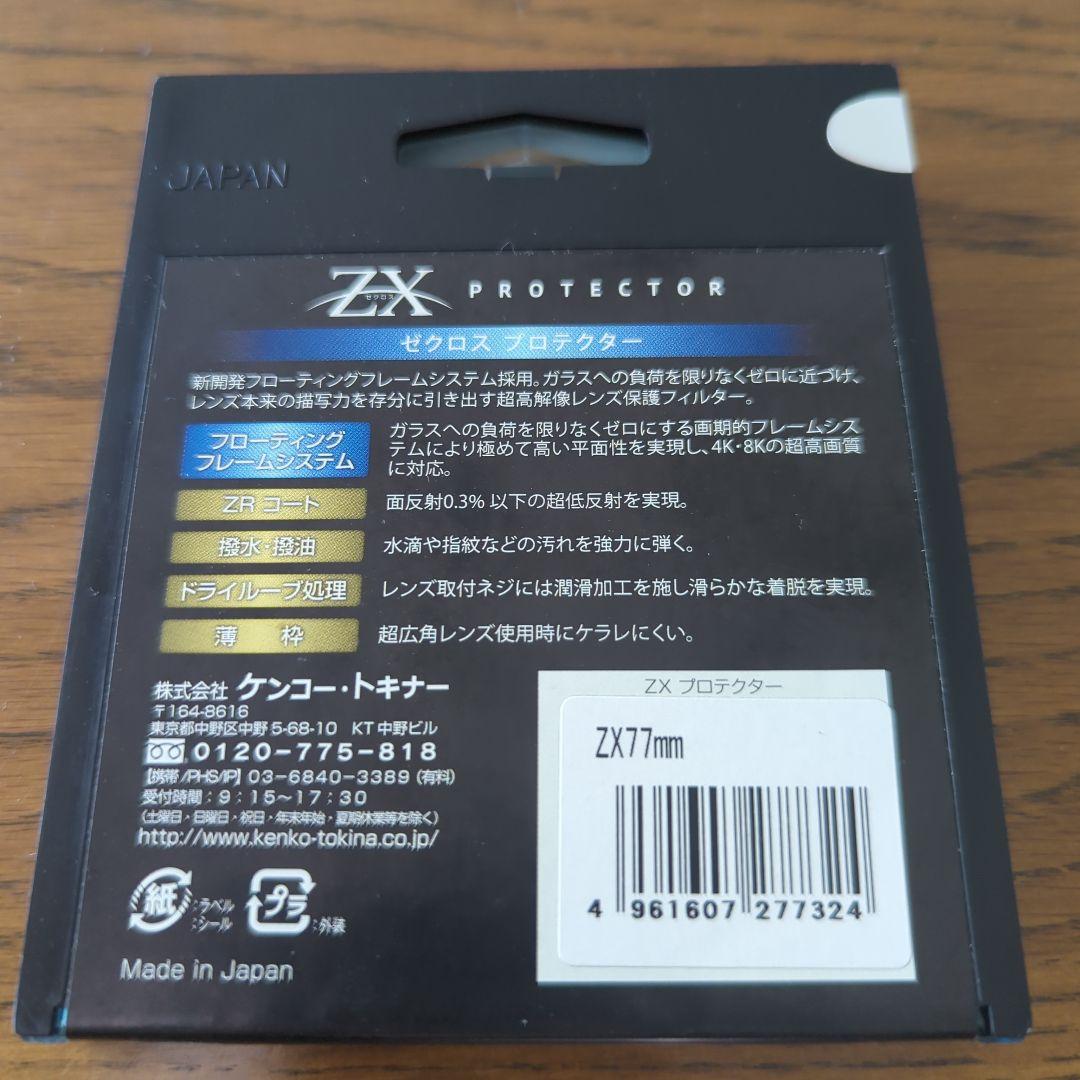 JAPAN
ZX PROTECTOR
ゼクロス
ゼクロス プロテクター
新開発フローティングフレームシステム採用。ガラスへの負荷を限りなくゼロに近づけ、
レンズ本来の描写力を存分に引き出す超高解像レンズ保護フィルター。
フローティング
フレームシステム
ガラスへの負荷を限りなくゼロにする画期的フレームシス
テムにより極めて高い平面性を実現し、4K・8Kの超高画質
に対応。
ZR コート
面反射0.3% 以下の超低反射を実現。
撥水・撥油
水滴や指紋などの汚れを強力に弾く。
ドライルーブ処理
レンズ取付ネジには潤滑加工を施し滑らかな着脱を実現。
薄 枠
超広角レンズ使用時にケラレにくい。
株式会社 ケンコー・トキナー
〒164-8616
東京都中野区中野 5-68-10 KT 中野ビル
0120-775-818
【携帯/PHS/IP】03-6840-3389（有料）
受付時間：9：15〜17：30
（土曜日・日曜日・祝日・年末年始・夏期休業等を除く）
http://www.kenko-tokina.co.jp/
紙 :ラベル
:シール
プラ :外装
Made in Japan
ZX プロテクター
ZX77mm
4 961607 277324